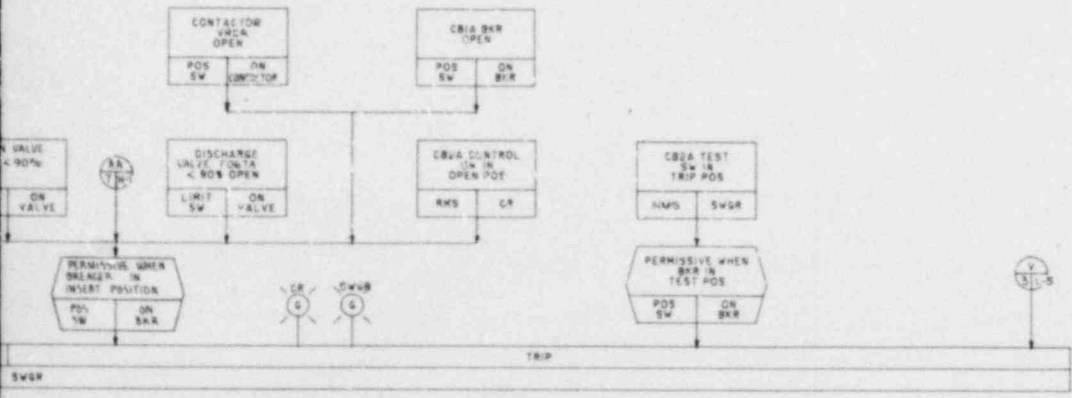 CONTACTOR
OPEN
POS ON
SW CONTACTOR
CB1A BKR
OPEN
POS ON
SW BKR
N VALVE
< 90%
ON
VALVE
AA
7
DISCHARGE
VALVE
< 90% OPEN
LIMIT ON
SW VALVE
CB2A CONTROL
SW IN
OPEN POS
RMS CR
CB2A TEST
SW IN
TRIP POS
RMS SWGR
PERMISSIVE WHEN
BREAKER IN
INSERT POSITION
POS ON
SW BKR
CR
G
SWGR
G
PERMISSIVE WHEN
BKR IN
TEST POS
POS ON
SW BKR
V
L-5
TRIP
SWGR